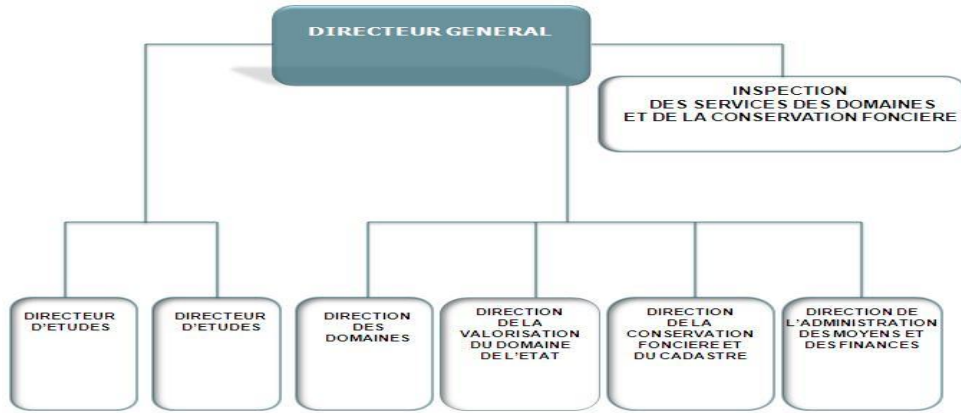 DIRECTEUR GENERAL
INSPECTION
DES SERVICES DES DOMAINES
ET DE LA CONSERVATION FONCIERE
DIRECTEUR
D'ETUDES
DIRECTEUR
D'ETUDES
DIRECTION
DES
DOMAINES
DIRECTION
DE LA
VALORISATION
DU DOMAINE
DE L'ETAT
DIRECTION
DE LA
CONSERVATION
FONCIERE ET
DU CADASTRE
DIRECTION DE
L'ADMINISTRATION
DES MOYENS ET
DES FINANCES